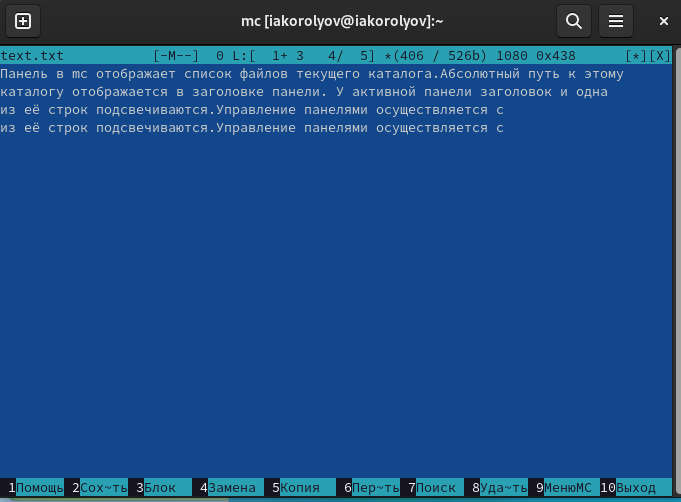 mc [iakorolyov@iakorolyov]:~
text.txt [-M--] 0 L:[ 1+ 3 4/ 5] *(406 / 526b) 1080 0x438 [*][X]
Панель в mc отображает список файлов текущего каталога.Абсолютный путь к этому
каталогу отображается в заголовке панели. У активной панели заголовок и одна
из её строк подсвечиваются.Управление панелями осуществляется с
из её строк подсвечиваются.Управление панелями осуществляется с
1Помощь 2Сох~ть 3Блок 4Замена 5Копия 6Пер~ть 7Поиск 8Уда~ть 9МенюMC 10Выход